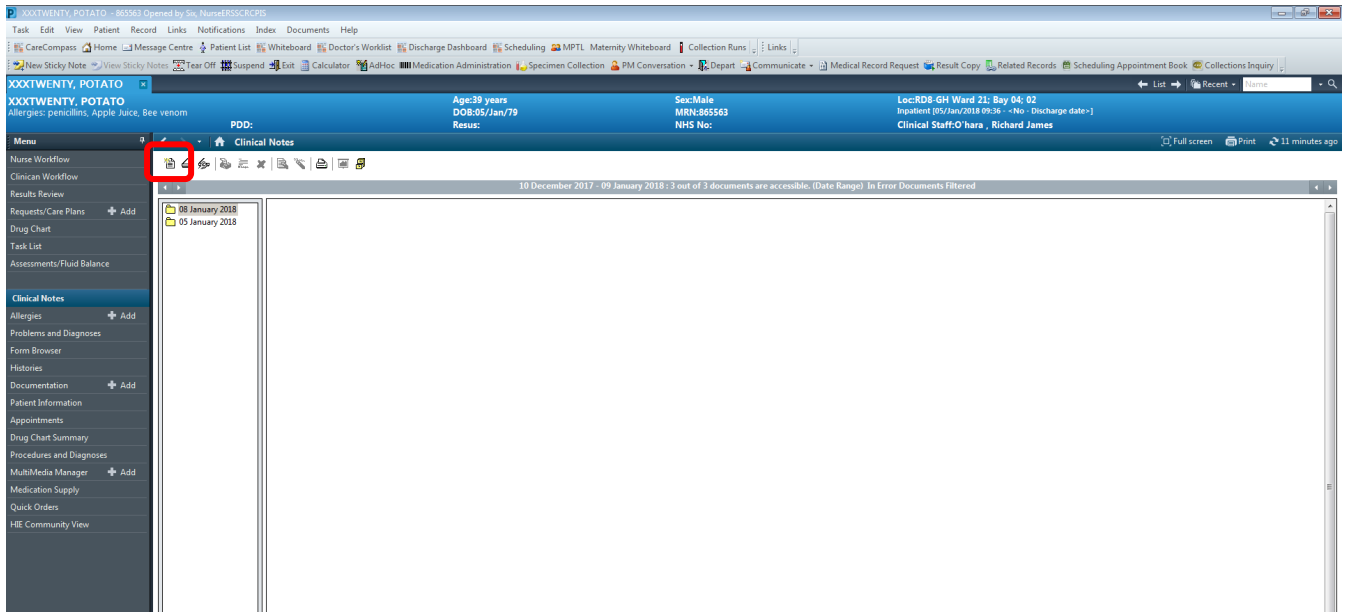 XXXTWENTY, POTATO - 865563 Opened by Six, NurseERSSCRCPIS
Task Edit View Patient Record Links Notifications Index Documents Help
CareCompass Home Message Centre Patient List Whiteboard Doctor's Worklist Discharge Dashboard Scheduling MPTL Maternity Whiteboard Collection Runs Links
New Sticky Note View Sticky Notes Tear Off Suspend Exit Calculator AdHoc Medication Administration Specimen Collection PM Conversation Depart Communicate Medical Record Request Result Copy Related Records Scheduling Appointment Book Collections Inquiry
XXXTWENTY, POTATO List Recent Name
XXXTWENTY, POTATO Age:39 years Sex:Male Loc:RD8-GH Ward 21; Bay 04; 02
Allergies: penicillins, Apple Juice, Bee venom DOB:05/Jan/79 MRN:865563 Inpatient [05/Jan/2018 09:36 - <No - Discharge date>]
PDD: Resus: NHS No: Clinical Staff:O'hara , Richard James
Menu Clinical Notes Full screen Print 11 minutes ago
Nurse Workflow
Clinican Workflow
Results Review
Requests/Care Plans Add
Drug Chart
Task List
Assessments/Fluid Balance
Clinical Notes
Allergies Add
Problems and Diagnoses
Form Browser
Histories
Documentation Add
Patient Information
Appointments
Drug Chart Summary
Procedures and Diagnoses
MultiMedia Manager Add
Medication Supply
Quick Orders
HIE Community View
10 December 2017 - 09 January 2018 : 3 out of 3 documents are accessible. (Date Range) In Error Documents Filtered
08 January 2018
05 January 2018